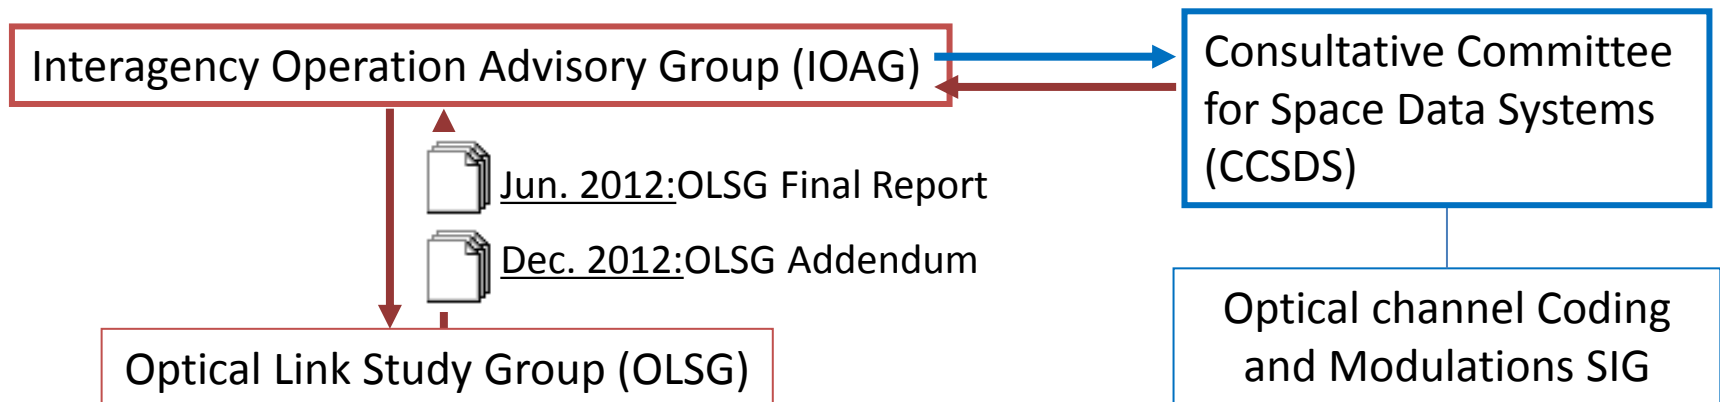 Interagency Operation Advisory Group (IOAG)
Consultative Committee
for Space Data Systems
(CCSDS)
Jun. 2012:OLSG Final Report
Dec. 2012:OLSG Addendum
Optical Link Study Group (OLSG)
Optical channel Coding
and Modulations SIG